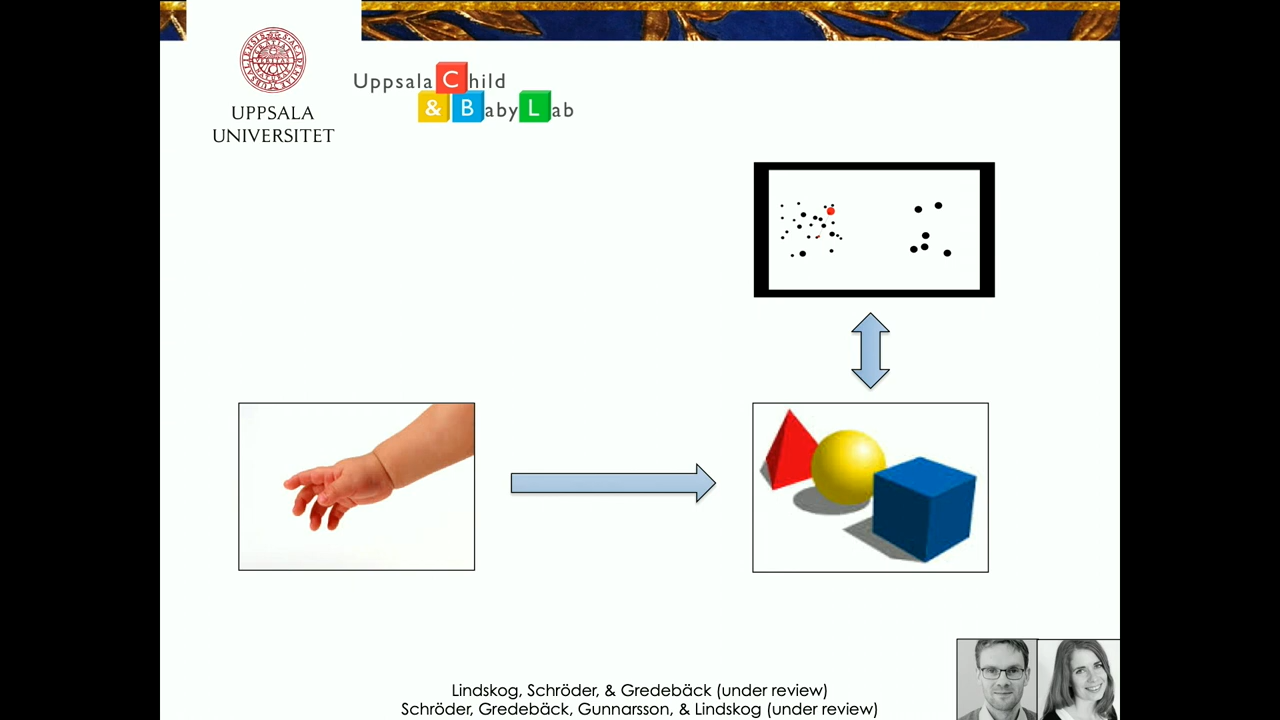 Uppsala Child
& Baby Lab
UPPSALA
UNIVERSITET
Lindskog, Schröder, & Gredebäck (under review)
Schröder, Gredebäck, Gunnarsson, & Lindskog (under review)